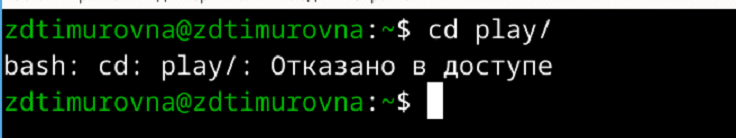 zdtimurovna@zdtimurovna:~$ cd play/
bash: cd: play/: Отказано в доступе
zdtimurovna@zdtimurovna:~$